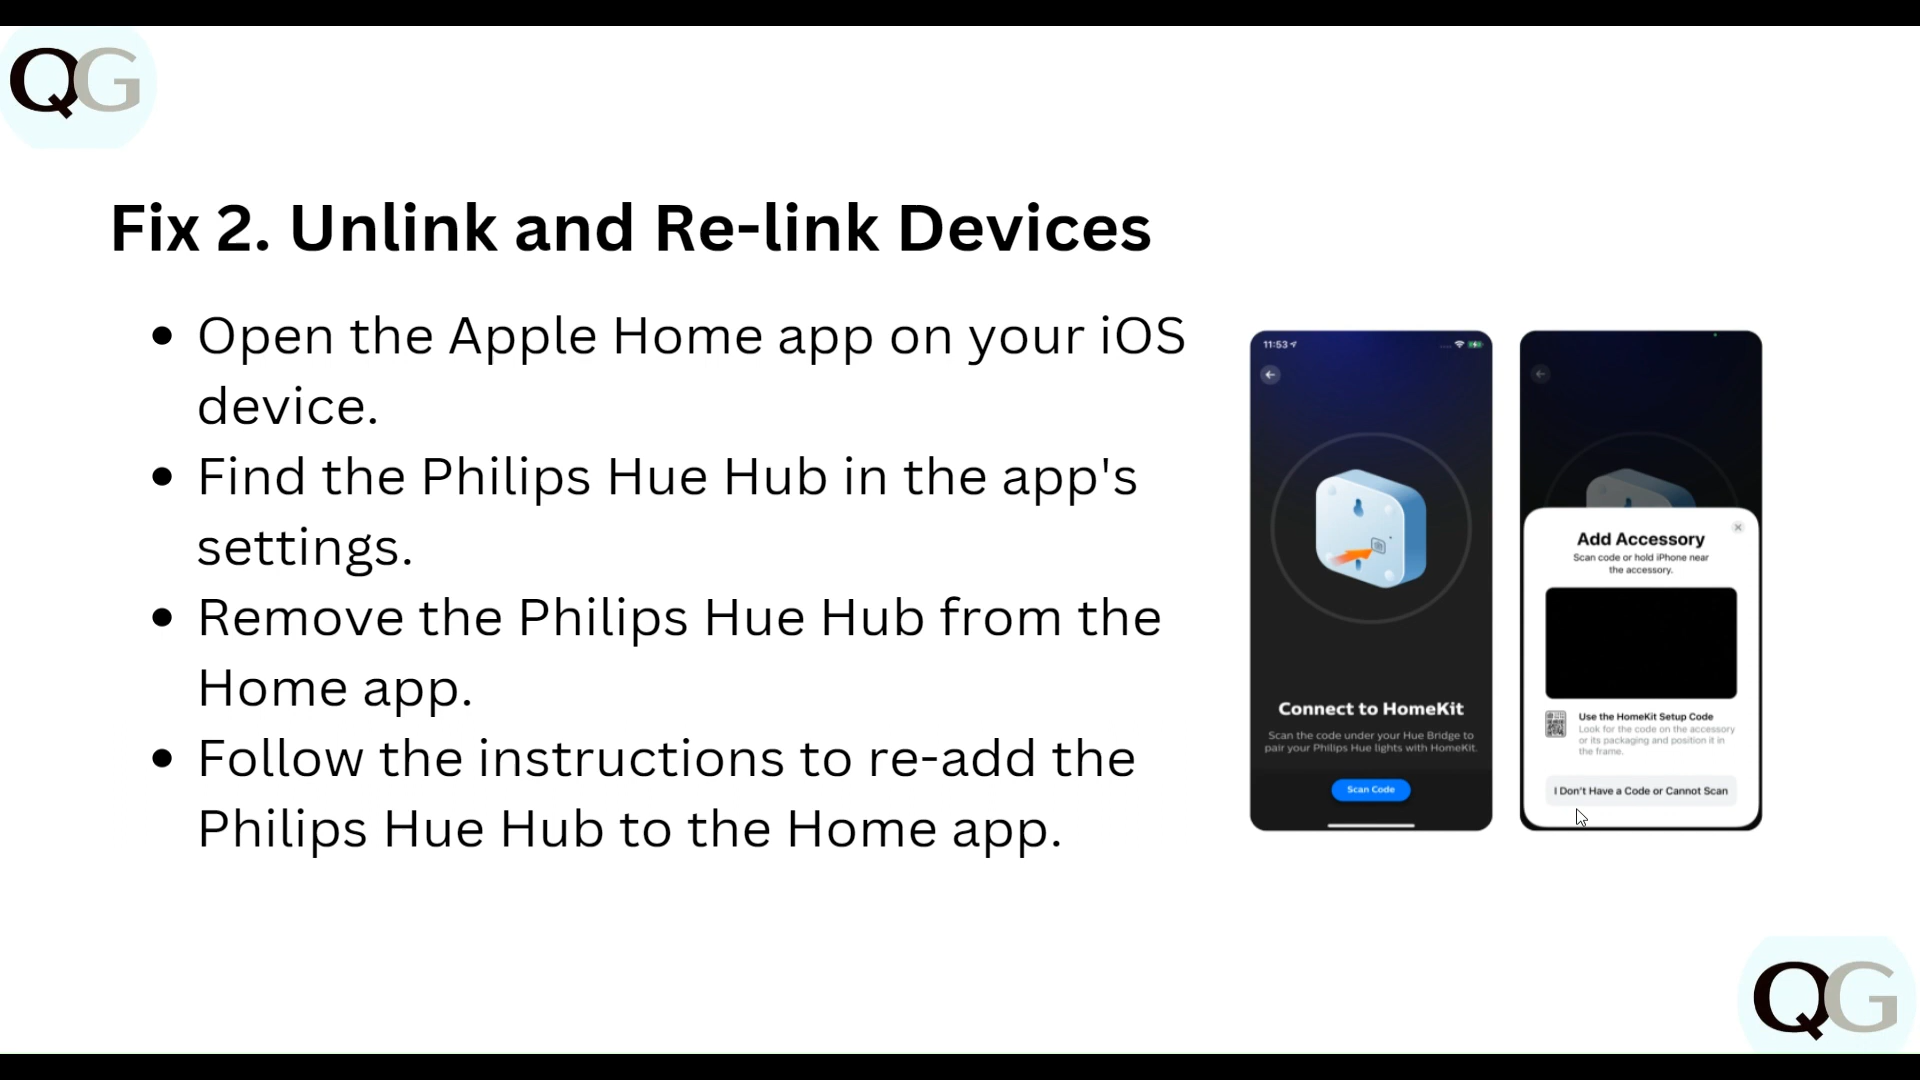 QG
Fix 2. Unlink and Re-link Devices
Open the Apple Home app on your iOS
device.
Find the Philips Hue Hub in the app's
settings.
Remove the Philips Hue Hub from the
Home app.
Follow the instructions to re-add the
Philips Hue Hub to the Home app.
11:53
Connect to HomeKit
Scan the code under your Hue Bridge to
pair your Philips Hue lights with HomeKit.
Scan Code
Add Accessory
Scan code or hold iPhone near
the accessory.
Use the HomeKit Setup Code
Look for the code on the accessory
or its packaging and position it in
the frame.
I Don't Have a Code or Cannot Scan
QG